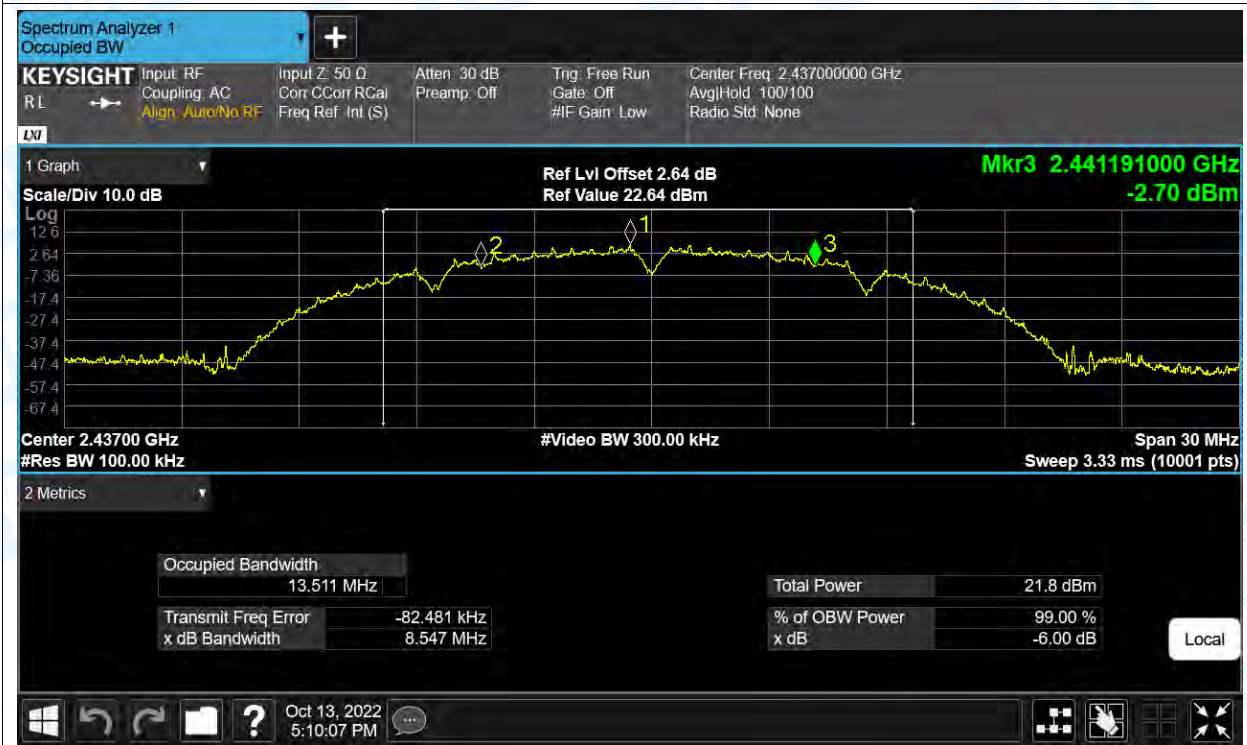 Spectrum Analyzer 1
Occupied BW
KEYSIGHT
R L
LXI
Input: RF
Coupling: AC
Align: Auto/No RF
Input Z: 50 Ω
Corr CCorr RCal
Freq Ref: Int (S)
Atten: 30 dB
Preamp: Off
Trig: Free Run
Gate: Off
#IF Gain: Low
Center Freq: 2.437000000 GHz
Avg|Hold: 100/100
Radio Std: None
1 Graph
Scale/Div 10.0 dB
Ref Lvl Offset 2.64 dB
Ref Value 22.64 dBm
Mkr3 2.441191000 GHz
-2.70 dBm
Log
12.6
2.64
-7.36
-17.4
-27.4
-37.4
-47.4
-57.4
-67.4
2
1
3
Center 2.43700 GHz
#Res BW 100.00 kHz
#Video BW 300.00 kHz
Span 30 MHz
Sweep 3.33 ms (10001 pts)
2 Metrics
Occupied Bandwidth
13.511 MHz
Transmit Freq Error -82.481 kHz
x dB Bandwidth 8.547 MHz
Total Power 21.8 dBm
% of OBW Power 99.00 %
x dB -6.00 dB
Local
?
Oct 13, 2022
5:10:07 PM